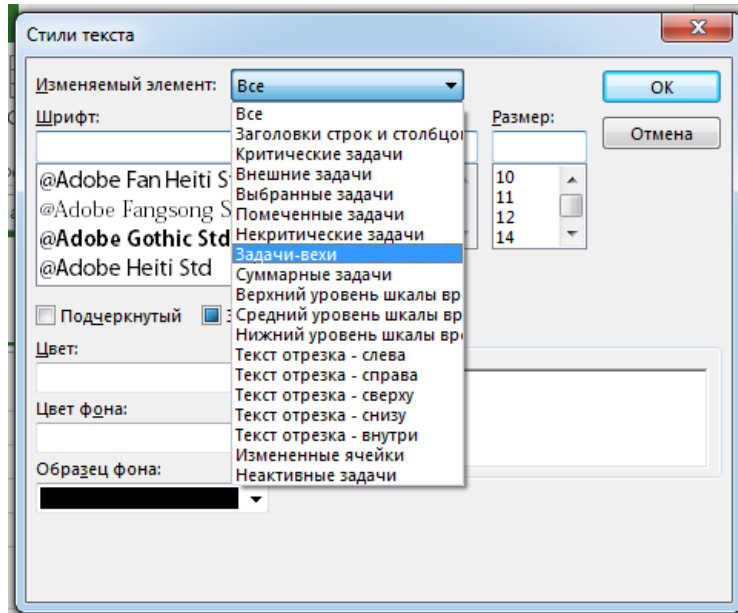 Стили текста
Изменяемый элемент:
Все
ОК
Шрифт:
Размер:
Отмена
@Adobe Fan Heiti S
@Adobe Fangsong S
@Adobe Gothic Std
@Adobe Heiti Std
Все
Заголовки строк и столбцо
Критические задачи
Внешние задачи
Выбранные задачи
Помеченные задачи
Некритические задачи
Задачи-вехи
Суммарные задачи
Верхний уровень шкалы вр
Средний уровень шкалы вр
Нижний уровень шкалы вре
Текст отрезка - слева
Текст отрезка - справа
Текст отрезка - сверху
Текст отрезка - снизу
Текст отрезка - внутри
Измененные ячейки
Неактивные задачи
10
11
12
14
Подчеркнутый
Цвет:
Цвет фона:
Образец фона: